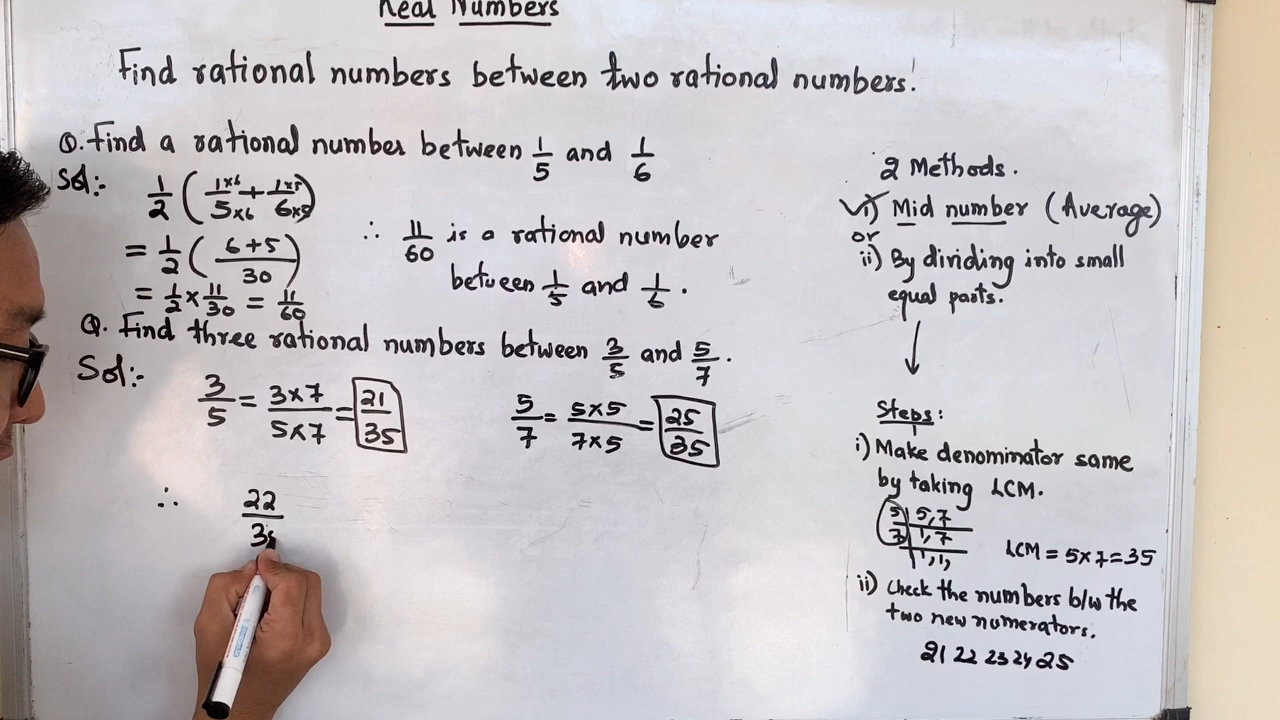 Real Numbers
Find rational numbers between two rational numbers.
Q. Find a rational number between 1/5 and 1/6
Sol:-
1/2 (1×6/5×6 + 1×5/6×5)
= 1/2 (6+5/30)
= 1/2 × 11/30 = 11/60
∴ 11/60 is a rational number
between 1/5 and 1/6.
Q. Find three rational numbers between 3/5 and 5/7.
Sol:-
3/5 = 3×7/5×7 = 21/35
5/7 = 5×5/7×5 = 25/35
∴ 22/35
2 Methods.
✓i) Mid number (Average)
or
ii) By dividing into small
equal parts.
↓
Steps:
i) Make denominator same
by taking LCM.
5 | 5,7
7 | 1,7
| 1,1,
LCM = 5×7=35
ii) Check the numbers b/w the
two new numerators.
21 22 23 24 25